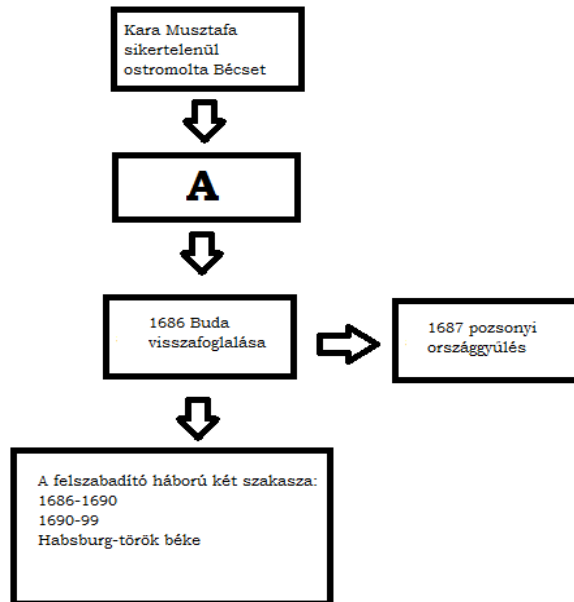 Kara Musztafa
sikertelenül
ostromolta Bécset
A
1686 Buda
visszafoglalása
1687 pozsonyi
országgyűlés
A felszabadító háború két szakasza:
1686-1690
1690-99
Habsburg-török béke